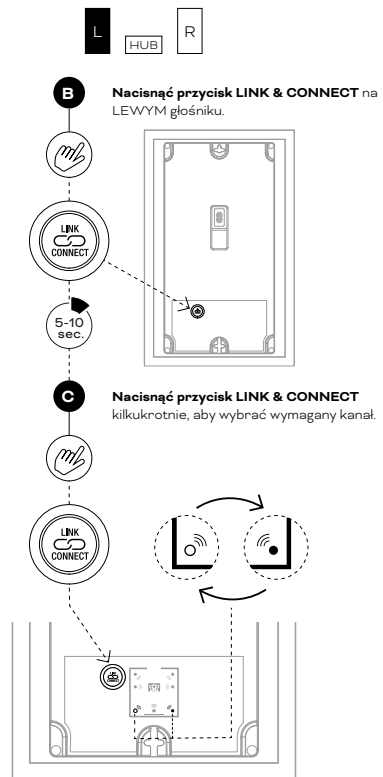 L
HUB
R
B
Nacisnąć przycisk LINK & CONNECT na
LEWYM głośniku.
LINK
CONNECT
5-10
sec.
C
Nacisnąć przycisk LINK & CONNECT
kilkukrotnie, aby wybrać wymagany kanał.
LINK
CONNECT